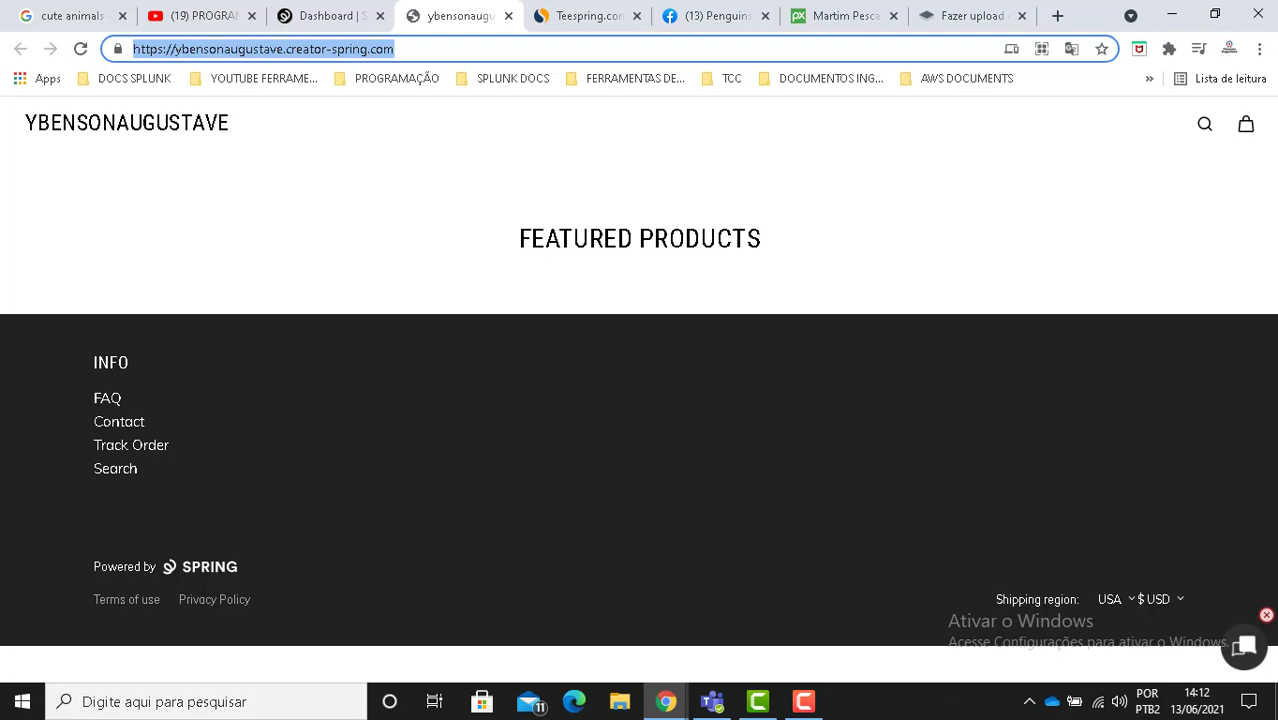 cute animals -
(19) PROGRAM
Dashboard | S
ybensonaugu
Teespring.con
(13) Penguins
Martim Pesca
Fazer upload
https://ybensonaugustave.creator-spring.com
Apps
DOCS SPLUNK
YOUTUBE FERRAME...
PROGRAMAÇÃO
SPLUNK DOCS
FERRAMENTAS DE...
TCC
DOCUMENTOS ING...
AWS DOCUMENTS
»
Lista de leitura
YBENSONAUGUSTAVE
FEATURED PRODUCTS
INFO
FAQ
Contact
Track Order
Search
Powered by SPRING
Terms of use Privacy Policy
Shipping region: USA $ USD
Ativar o Windows
Acesse Configurações para ativar o Windows.
Digite aqui para pesquisar
11
POR
PTB2
14:12
13/06/2021